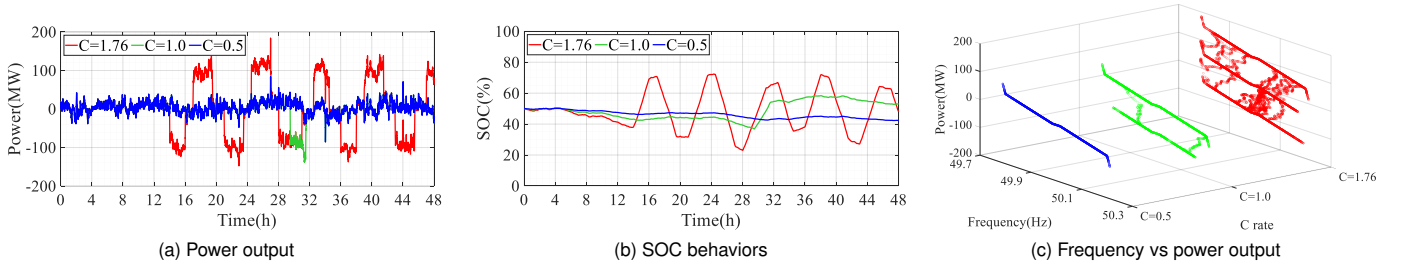 200
100
0
-100
-200
Power(MW)
C=1.76 C=1.0 C=0.5
0 4 8 12 16 20 24 28 32 36 40 44 48
Time(h)
(a) Power output
100
80
60
40
20
0
SOC(%)
C=1.76 C=1.0 C=0.5
0 4 8 12 16 20 24 28 32 36 40 44 48
Time(h)
(b) SOC behaviors
200
100
0
-100
-200
Power(MW)
49.7
49.9
50.1
50.3
Frequency(Hz)
C=0.5
C=1.0
C=1.76
C rate
(c) Frequency vs power output